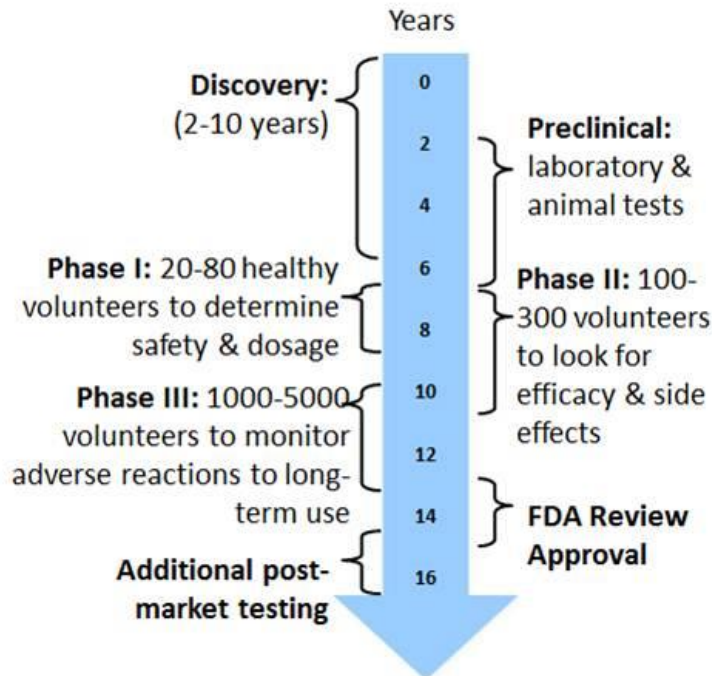 Years
0
Discovery:
(2-10 years)
2
Preclinical:
laboratory &
animal tests
4
6
Phase I: 20-80 healthy
volunteers to determine
safety & dosage
Phase II: 100-
300 volunteers
to look for
efficacy & side
effects
8
10
Phase III: 1000-5000
volunteers to monitor
adverse reactions to long-
term use
12
14
FDA Review
Approval
Additional post-
market testing
16